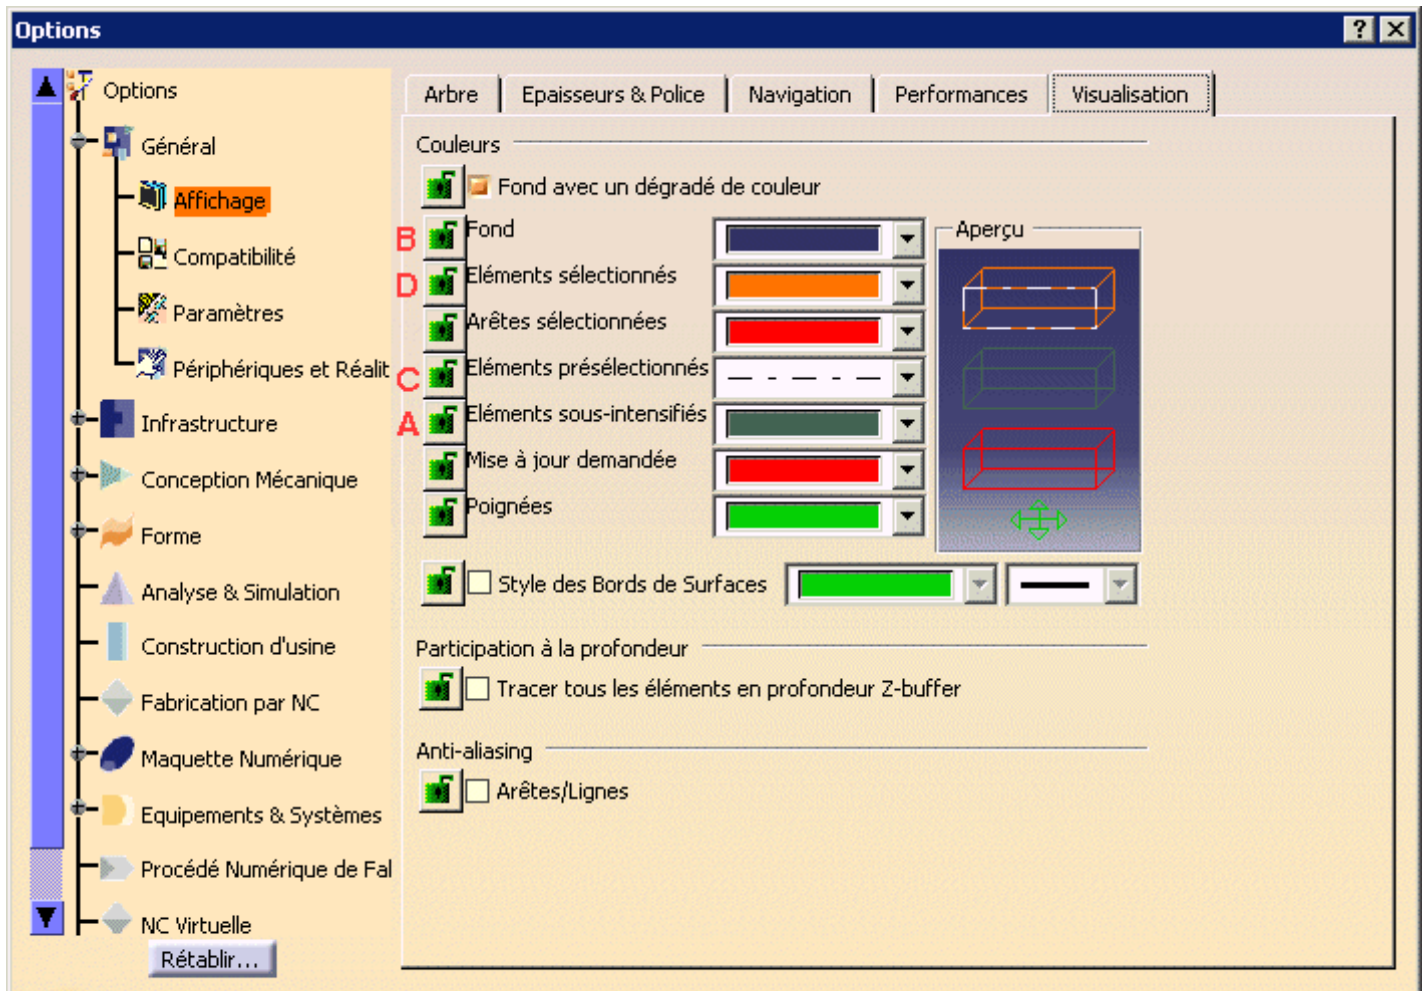 Options
Options
Général
Affichage
Compatibilité
Paramètres
Périphériques et Réalit
Infrastructure
Conception Mécanique
Forme
Analyse & Simulation
Construction d'usine
Fabrication par NC
Maquette Numérique
Equipements & Systèmes
Procédé Numérique de Fal
NC Virtuelle
Rétablir...
Arbre Epaisseurs & Police Navigation Performances Visualisation
Couleurs
Fond avec un dégradé de couleur
B Fond
D Eléments sélectionnés
Arêtes sélectionnées
C Eléments présélectionnés
A Eléments sous-intensifiés
Mise à jour demandée
Poignées
Aperçu
Style des Bords de Surfaces
Participation à la profondeur
Tracer tous les éléments en profondeur Z-buffer
Anti-aliasing
Arêtes/Lignes